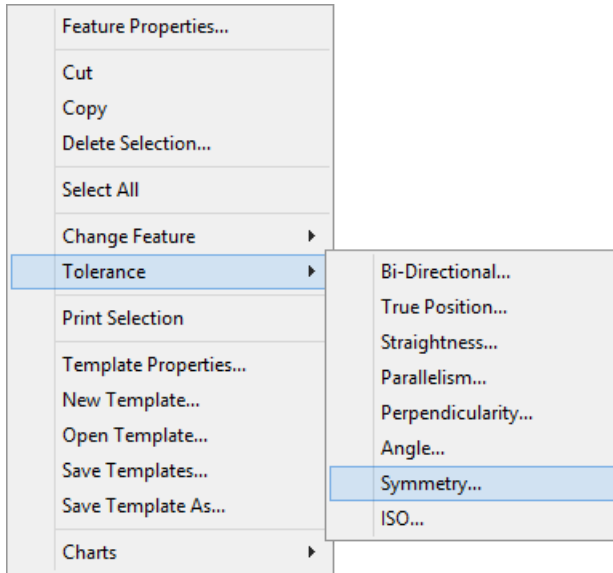 Feature Properties...
Cut
Copy
Delete Selection...
Select All
Change Feature
Tolerance
Print Selection
Template Properties...
New Template...
Open Template...
Save Templates...
Save Template As...
Charts
Bi-Directional...
True Position...
Straightness...
Parallelism...
Perpendicularity...
Angle...
Symmetry...
ISO...